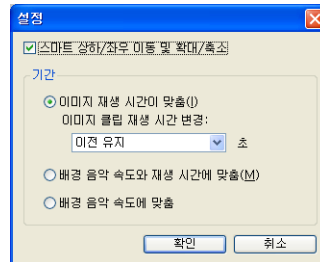 설정
스마트 상하/좌우 이동 및 확대/축소
기간
이미지 재생 시간이 맞춤(I)
이미지 클립 재생 시간 변경:
이전 유지 초
배경 음악 속도와 재생 시간에 맞춤(M)
배경 음악 속도에 맞춤
확인 취소